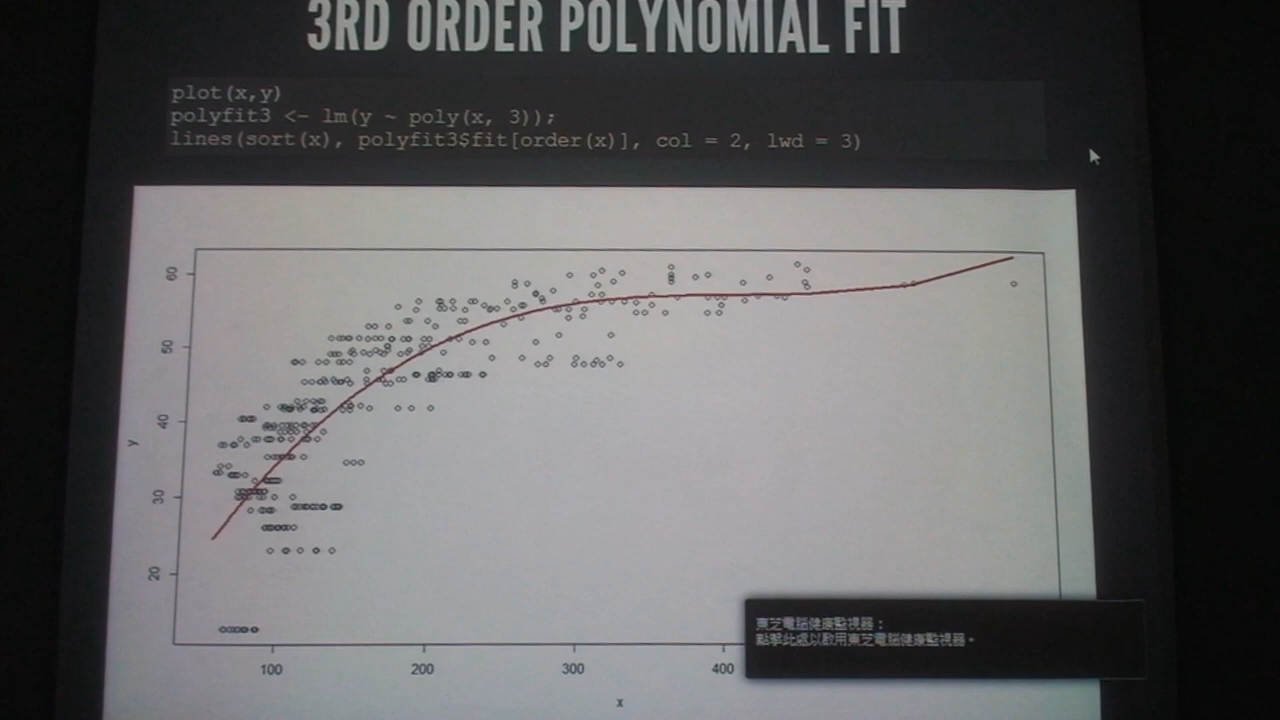 3RD ORDER POLYNOMIAL FIT
plot(x,y)
polyfit3 <- lm(y ~ poly(x, 3));
lines(sort(x), polyfit3$fit[order(x)], col = 2, lwd = 3)
60
50
40
30
20
y
100
200
300
400
x
東芝電腦健康監視器：
點擊此處以啟用東芝電腦健康監視器。